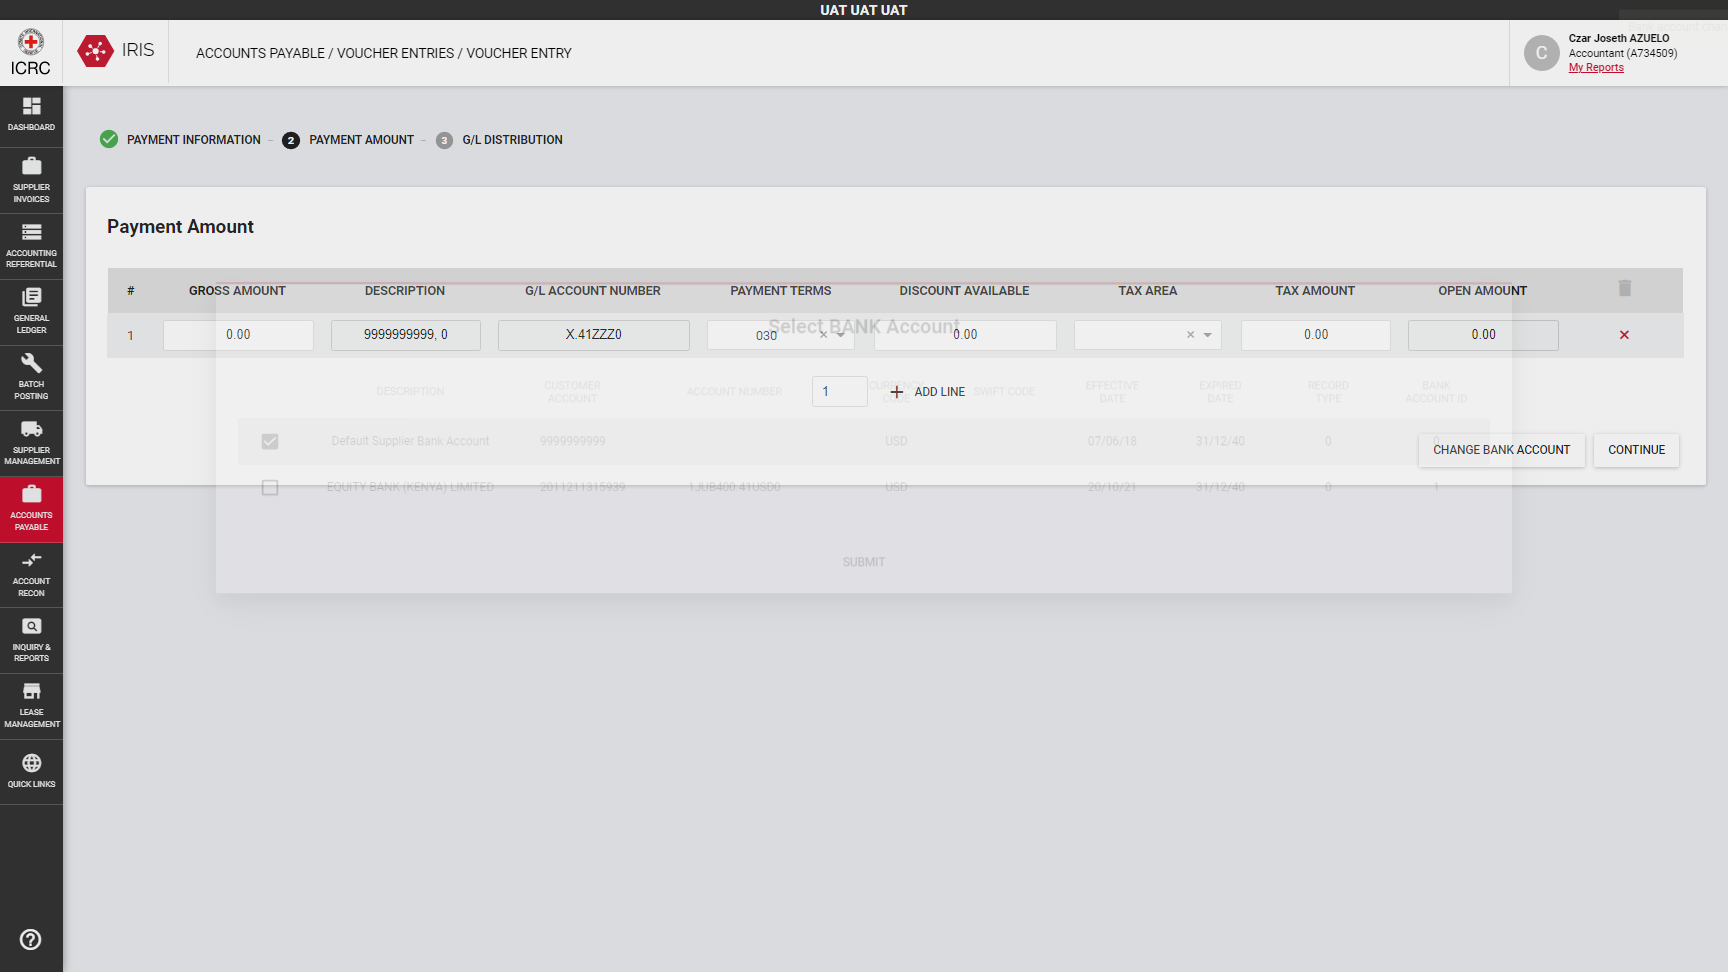 UAT UAT UAT
ICRC
IRIS
ACCOUNTS PAYABLE / VOUCHER ENTRIES / VOUCHER ENTRY
C
Czar Joseth AZUELO
Accountant (A734509)
My Reports
DASHBOARD
SUPPLIER
INVOICES
ACCOUNTING
REFERENTIAL
GENERAL
LEDGER
BATCH
POSTING
SUPPLIER
MANAGEMENT
ACCOUNTS
PAYABLE
ACCOUNT
RECON
INQUIRY &
REPORTS
LEASE
MANAGEMENT
QUICK LINKS
PAYMENT INFORMATION - 2 PAYMENT AMOUNT - 3 G/L DISTRIBUTION
Payment Amount
# GROSS AMOUNT DESCRIPTION G/L ACCOUNT NUMBER PAYMENT TERMS DISCOUNT AVAILABLE TAX AREA TAX AMOUNT OPEN AMOUNT
1 0.00 9999999999, 0 X.41ZZZ0 030 0.00 0.00 0.00
1 ADD LINE
CHANGE BANK ACCOUNT CONTINUE
Select BANK Account
DESCRIPTION CUSTOMER ACCOUNT ACCOUNT NUMBER CURRENCY CODE SWIFT CODE EFFECTIVE DATE EXPIRED DATE RECORD TYPE BANK ACCOUNT ID
Default Supplier Bank Account 9999999999 USD 07/06/18 31/12/40 0 0
EQUITY BANK (KENYA) LIMITED 2011211315939 1JUB400.41USD0 USD 20/10/21 31/12/40 0 1
SUBMIT